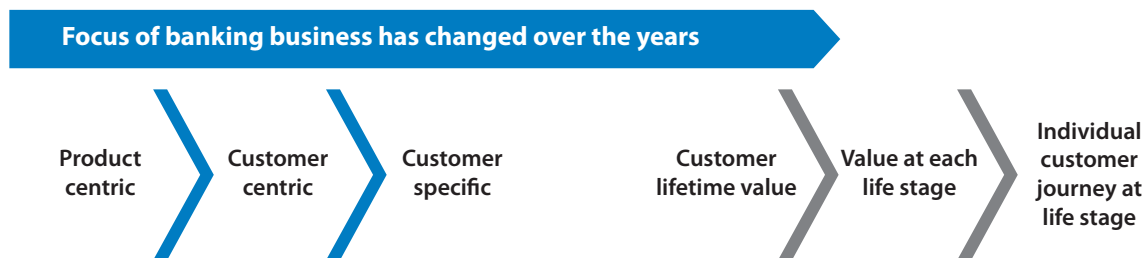 Focus of banking business has changed over the years
Product
centric
Customer
centric
Customer
specific
Customer
lifetime value
Value at each
life stage
Individual
customer
journey at
life stage